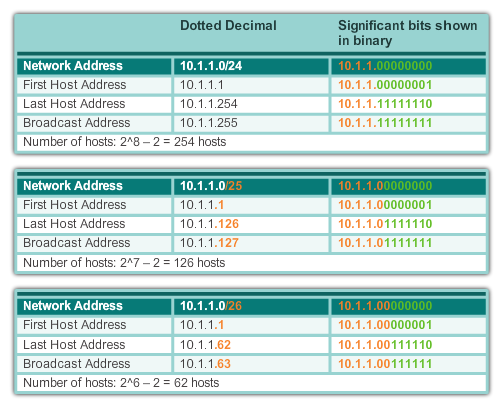 Dotted Decimal Significant bits shown in binary
Network Address 10.1.1.0/24 10.1.1.00000000
First Host Address 10.1.1.1 10.1.1.00000001
Last Host Address 10.1.1.254 10.1.1.11111110
Broadcast Address 10.1.1.255 10.1.1.11111111
Number of hosts: 2^8 – 2 = 254 hosts
Network Address 10.1.1.0/25 10.1.1.00000000
First Host Address 10.1.1.1 10.1.1.00000001
Last Host Address 10.1.1.126 10.1.1.01111110
Broadcast Address 10.1.1.127 10.1.1.01111111
Number of hosts: 2^7 – 2 = 126 hosts
Network Address 10.1.1.0/26 10.1.1.00000000
First Host Address 10.1.1.1 10.1.1.00000001
Last Host Address 10.1.1.62 10.1.1.00111110
Broadcast Address 10.1.1.63 10.1.1.00111111
Number of hosts: 2^6 – 2 = 62 hosts